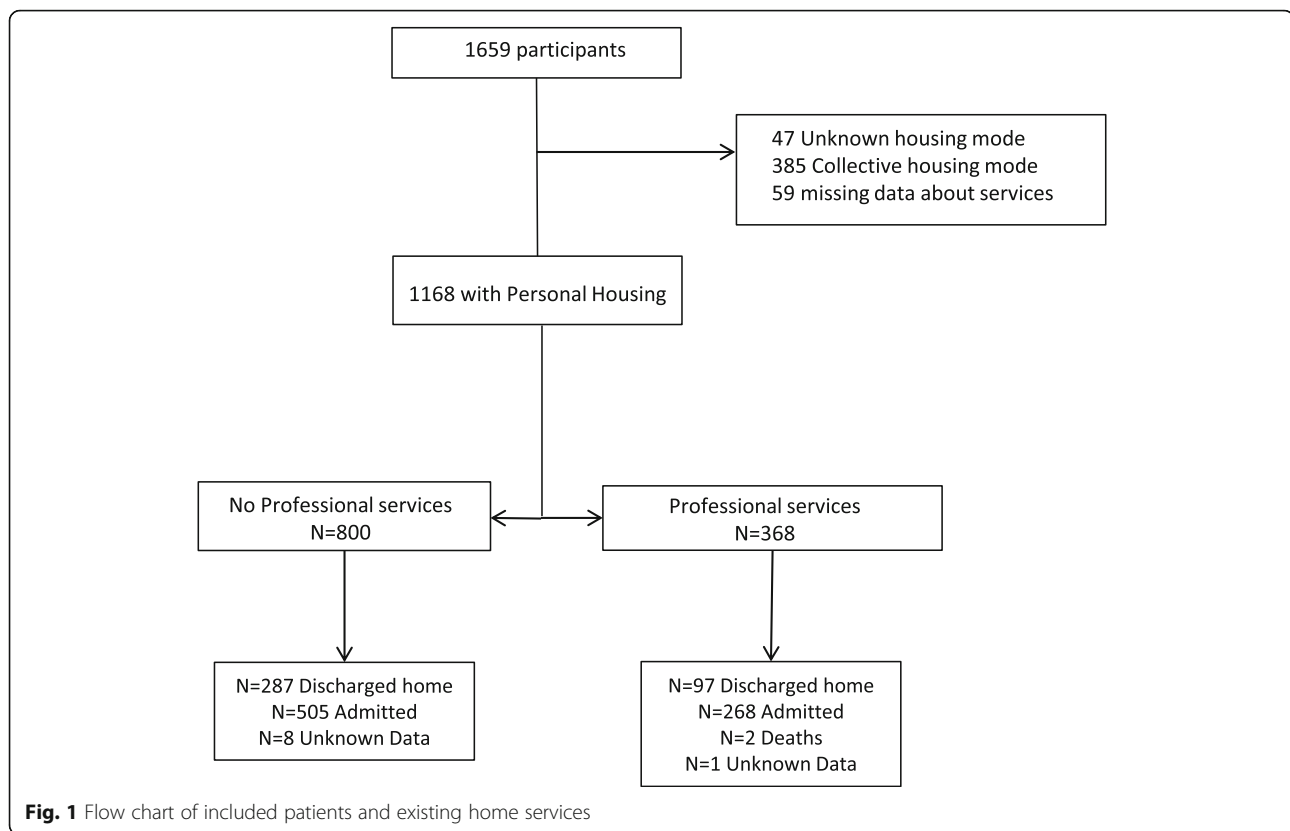 1659 participants
47 Unknown housing mode
385 Collective housing mode
59 missing data about services
1168 with Personal Housing
No Professional services
N=800
Professional services
N=368
N=287 Discharged home
N=505 Admitted
N=8 Unknown Data
N=97 Discharged home
N=268 Admitted
N=2 Deaths
N=1 Unknown Data
Fig. 1 Flow chart of included patients and existing home services